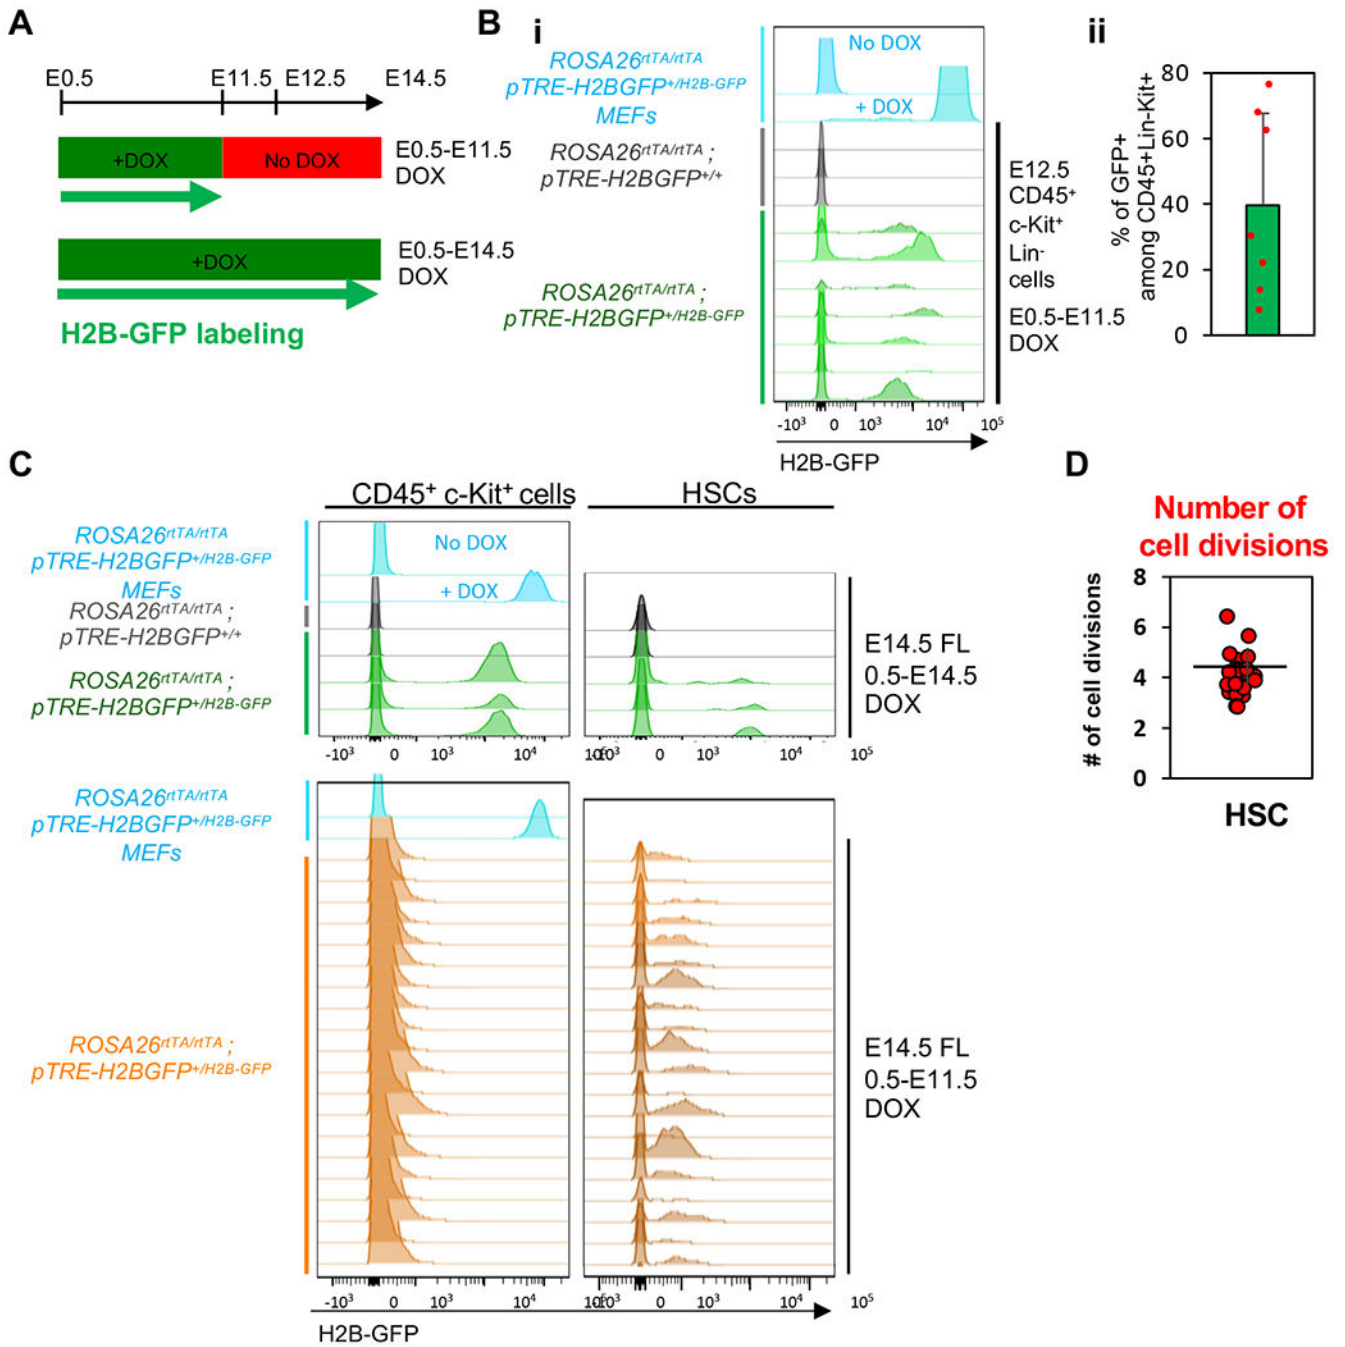 A
E0.5 E11.5 E12.5 E14.5
+DOX No DOX
E0.5-E11.5
DOX
+DOX
E0.5-E14.5
DOX
H2B-GFP labeling
B
i
ROSA26rtTA/rtTA
pTRE-H2BGFP+/H2B-GFP
MEFs
No DOX
+ DOX
ROSA26rtTA/rtTA ;
pTRE-H2BGFP+/+
ROSA26rtTA/rtTA ;
pTRE-H2BGFP+/H2B-GFP
E12.5
CD45+
c-Kit+
Lin-
cells
E0.5-E11.5
DOX
-10³ 0 10³ 10⁴ 10⁵
H2B-GFP
ii
% of GFP+
among CD45+Lin-Kit+
80
60
40
20
0
C
CD45+ c-Kit+ cells HSCs
ROSA26rtTA/rtTA
pTRE-H2BGFP+/H2B-GFP
MEFs
No DOX
+ DOX
ROSA26rtTA/rtTA ;
pTRE-H2BGFP+/+
ROSA26rtTA/rtTA ;
pTRE-H2BGFP+/H2B-GFP
E14.5 FL
0.5-E14.5
DOX
-10³ 0 10³ 10⁴ -10³ 0 10³ 10⁴ 10⁵
ROSA26rtTA/rtTA
pTRE-H2BGFP+/H2B-GFP
MEFs
ROSA26rtTA/rtTA ;
pTRE-H2BGFP+/H2B-GFP
E14.5 FL
0.5-E11.5
DOX
-10³ 0 10³ 10⁴ -10³ 0 10³ 10⁴ 10⁵
H2B-GFP
D
Number of
cell divisions
# of cell divisions
8
6
4
2
0
HSC